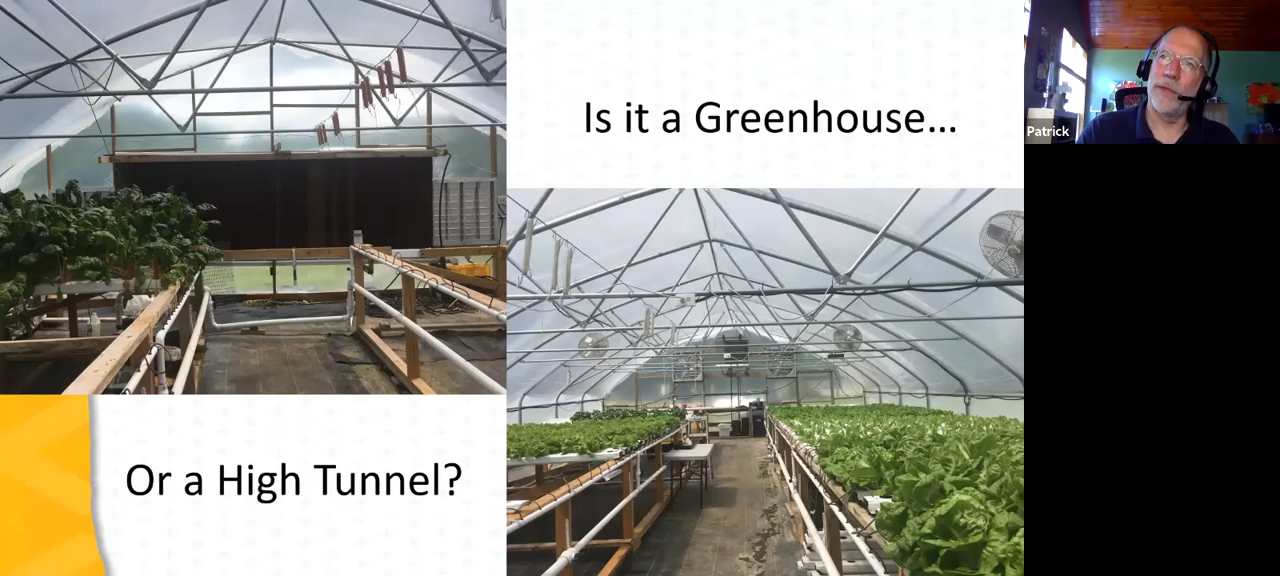 Is it a Greenhouse…
Patrick
Or a High Tunnel?